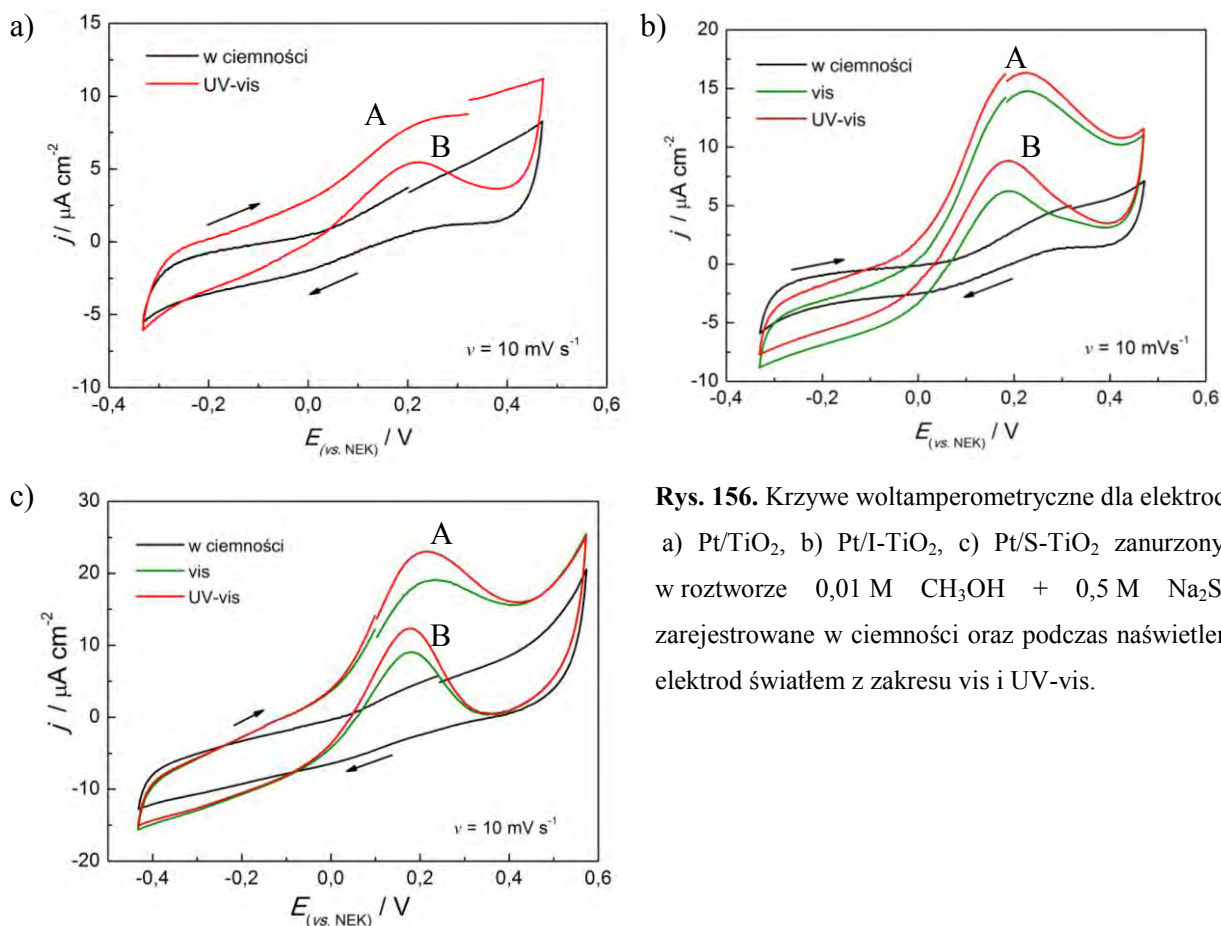 a)
15
10
5
0
-5
-10
j / μA cm⁻²
w ciemności
UV-vis
A
B
ν = 10 mV s⁻¹
-0,4 -0,2 0,0 0,2 0,4 0,6
E(vs. NEK) / V
b)
20
15
10
5
0
-5
-10
j / μA cm⁻²
w ciemności
vis
UV-vis
A
B
ν = 10 mVs⁻¹
-0,4 -0,2 0,0 0,2 0,4 0,6
E(vs. NEK) / V
c)
30
20
10
0
-10
-20
j / μA cm⁻²
w ciemności
vis
UV-vis
A
B
ν = 10 mV s⁻¹
-0,4 -0,2 0,0 0,2 0,4 0,6
E(vs. NEK) / V
Rys. 156. Krzywe woltamperometryczne dla elektrod
a) Pt/TiO₂, b) Pt/I-TiO₂, c) Pt/S-TiO₂ zanurzony
w roztworze 0,01 M CH₃OH + 0,5 M Na₂S
zarejestrowane w ciemności oraz podczas naświetler
elektrod światłem z zakresu vis i UV-vis.